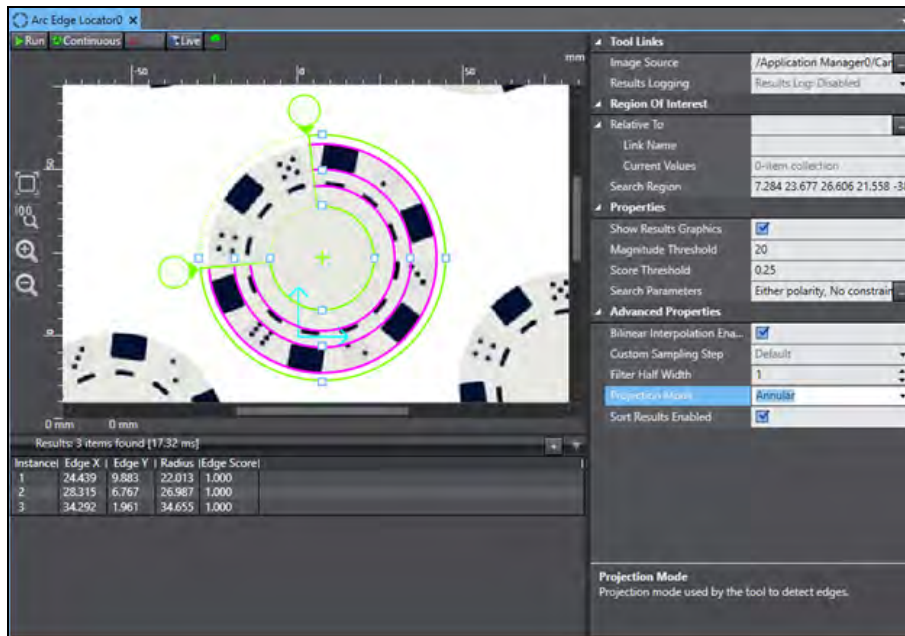 Arc Edge Locator0
Run Continuous Live
mm
-50 0 50
50
100
0
0 mm 0 mm
Results: 3 items found [17.32 ms]
Instance Edge X Edge Y Radius Edge Score
1 24.439 9.883 22.013 1.000
2 28.315 6.767 26.987 1.000
3 34.292 1.961 34.655 1.000
Tool Links
Image Source /Application Manager0/Car
Results Logging Results Log: Disabled
Region Of Interest
Relative To
Link Name
Current Values 0-item collection
Search Region 7.284 23.677 26.606 21.558 -38
Properties
Show Results Graphics
Magnitude Threshold 20
Score Threshold 0.25
Search Parameters Either polarity, No constrain
Advanced Properties
Bilinear Interpolation Ena...
Custom Sampling Step Default
Filter Half Width 1
Projection Mode Annular
Sort Results Enabled
Projection Mode
Projection mode used by the tool to detect edges.